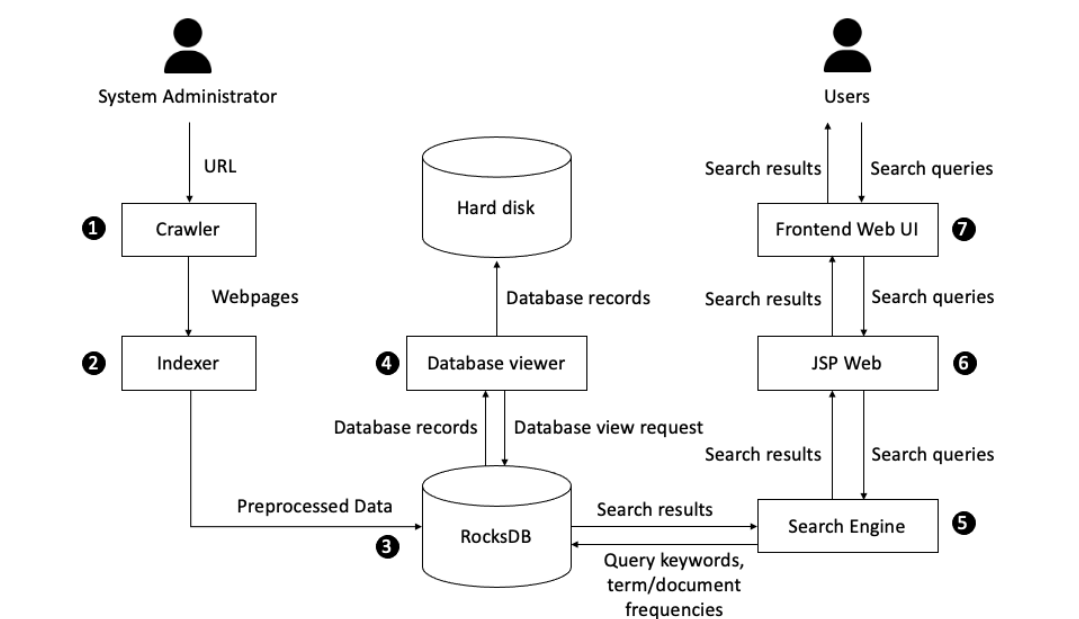 System Administrator
Users
URL
Search results
Search queries
Hard disk
1
Crawler
Frontend Web UI
7
Webpages
Database records
Search results
Search queries
2
Indexer
4
Database viewer
JSP Web
6
Database records
Database view request
Search results
Search queries
Preprocessed Data
Search results
3
RocksDB
Search Engine
5
Query keywords,
term/document
frequencies